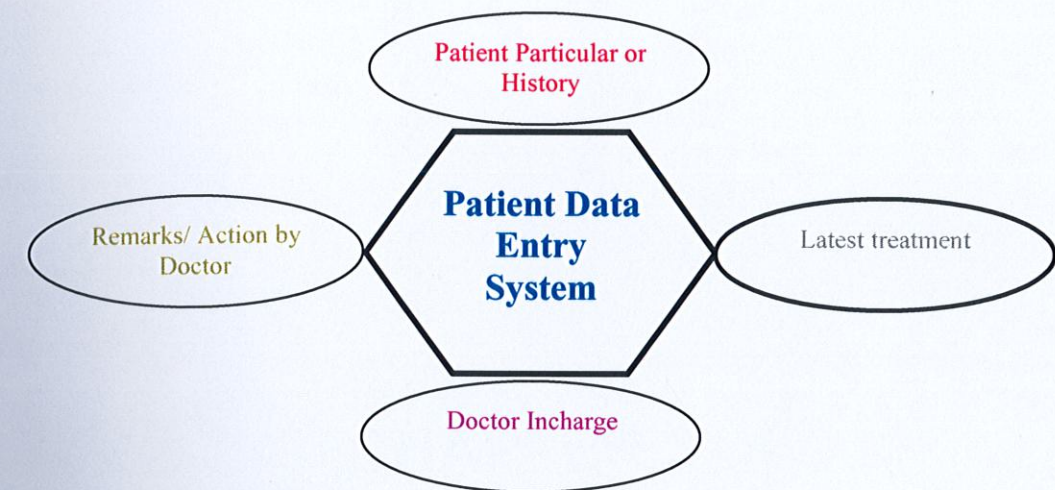 Patient Particular or
History
Patient Data
Entry
System
Remarks/ Action by
Doctor
Latest treatment
Doctor Incharge